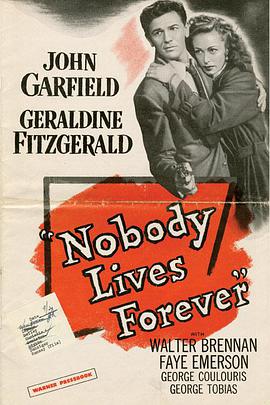 JOHN
GARFIELD
GERALDINE
FITZGERALD
"Nobody
Lives
Forever"
WITH
WALTER BRENNAN
FAYE EMERSON
GEORGE COULOURIS
GEORGE TOBIAS
WARNER PRESSBOOK